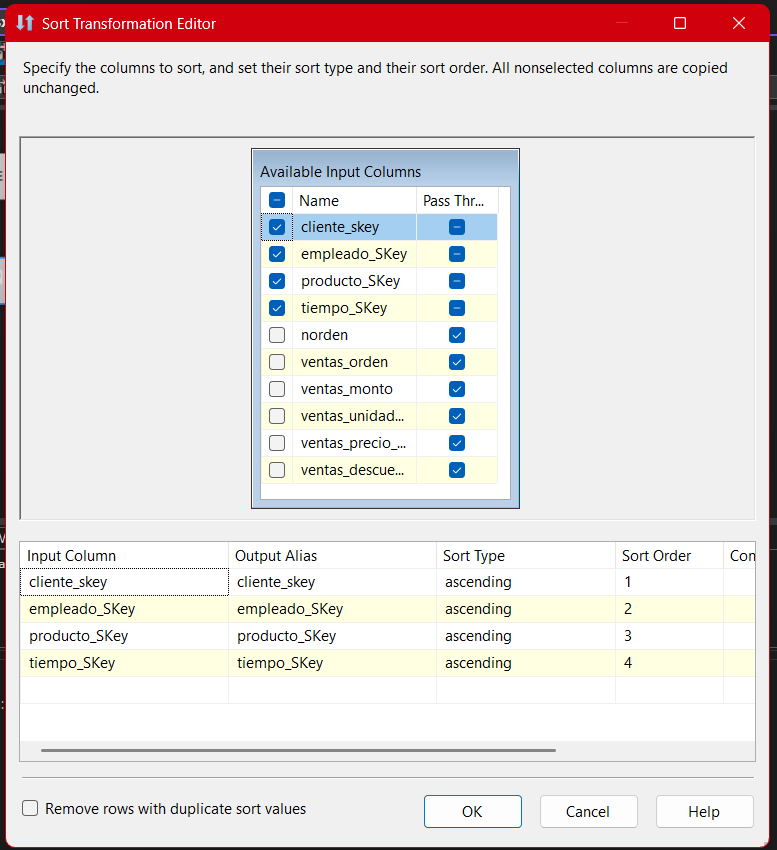 Sort Transformation Editor
Specify the columns to sort, and set their sort type and their sort order. All nonselected columns are copied
unchanged.
Available Input Columns
Name Pass Thr...
cliente_skey
empleado_SKey
producto_SKey
tiempo_SKey
norden
ventas_orden
ventas_monto
ventas_unidad...
ventas_precio_...
ventas_descue...
Input Column Output Alias Sort Type Sort Order Con
cliente_skey cliente_skey ascending 1
empleado_SKey empleado_SKey ascending 2
producto_SKey producto_SKey ascending 3
tiempo_SKey tiempo_SKey ascending 4
Remove rows with duplicate sort values OK Cancel Help